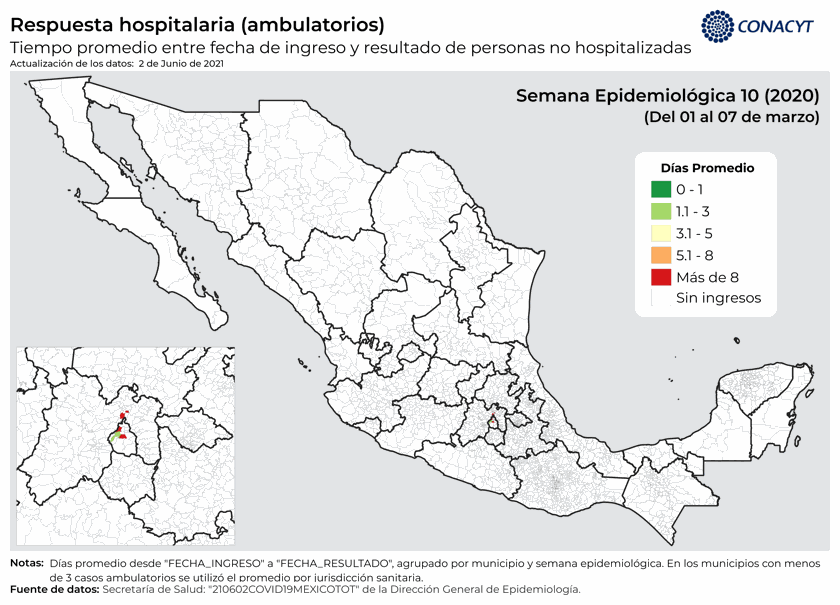 Respuesta hospitalaria (ambulatorios)
Tiempo promedio entre fecha de ingreso y resultado de personas no hospitalizadas
Actualización de los datos: 2 de Junio de 2021
CONACYT
Semana Epidemiológica 10 (2020)
(Del 01 al 07 de marzo)
Días Promedio
0 - 1
1.1 - 3
3.1 - 5
5.1 - 8
Más de 8
Sin ingresos
Notas: Días promedio desde "FECHA_INGRESO" a "FECHA_RESULTADO", agrupado por municipio y semana epidemiológica. En los municipios con menos
de 3 casos ambulatorios se utilizó el promedio por jurisdicción sanitaria.
Fuente de datos: Secretaría de Salud: "210602COVID19MEXICOTOT" de la Dirección General de Epidemiología.